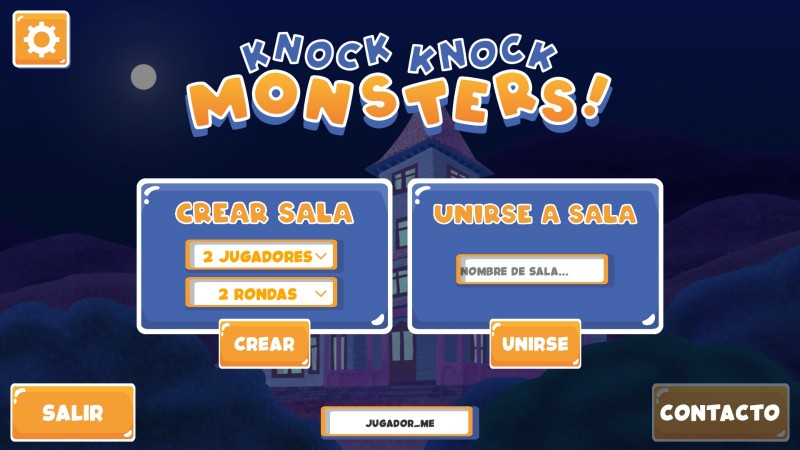 KNOCK KNOCK
MONSTERS!
CREAR SALA
2 JUGADORES
2 RONDAS
CREAR
UNIRSE A SALA
NOMBRE DE SALA...
UNIRSE
SALIR
JUGADOR_ME
CONTACTO